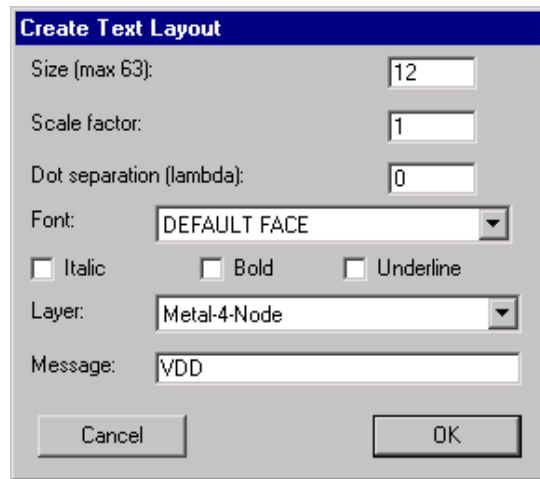 Create Text Layout
Size (max 63): 12
Scale factor: 1
Dot separation (lambda): 0
Font: DEFAULT FACE
Italic Bold Underline
Layer: Metal-4-Node
Message: VDD
Cancel OK